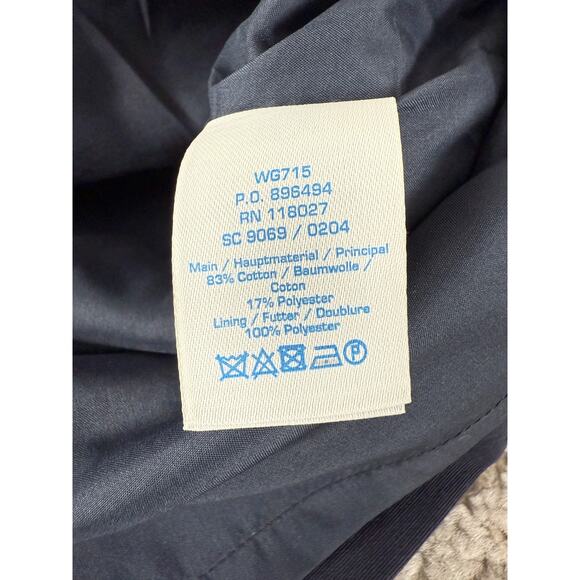 WG715
P.O. 896494
RN 118027
SC 9069 / 0204
Main / Hauptmaterial / Principal
83% Cotton / Baumwolle /
Coton
17% Polyester
Lining / Futter / Doublure
100% Polyester
P